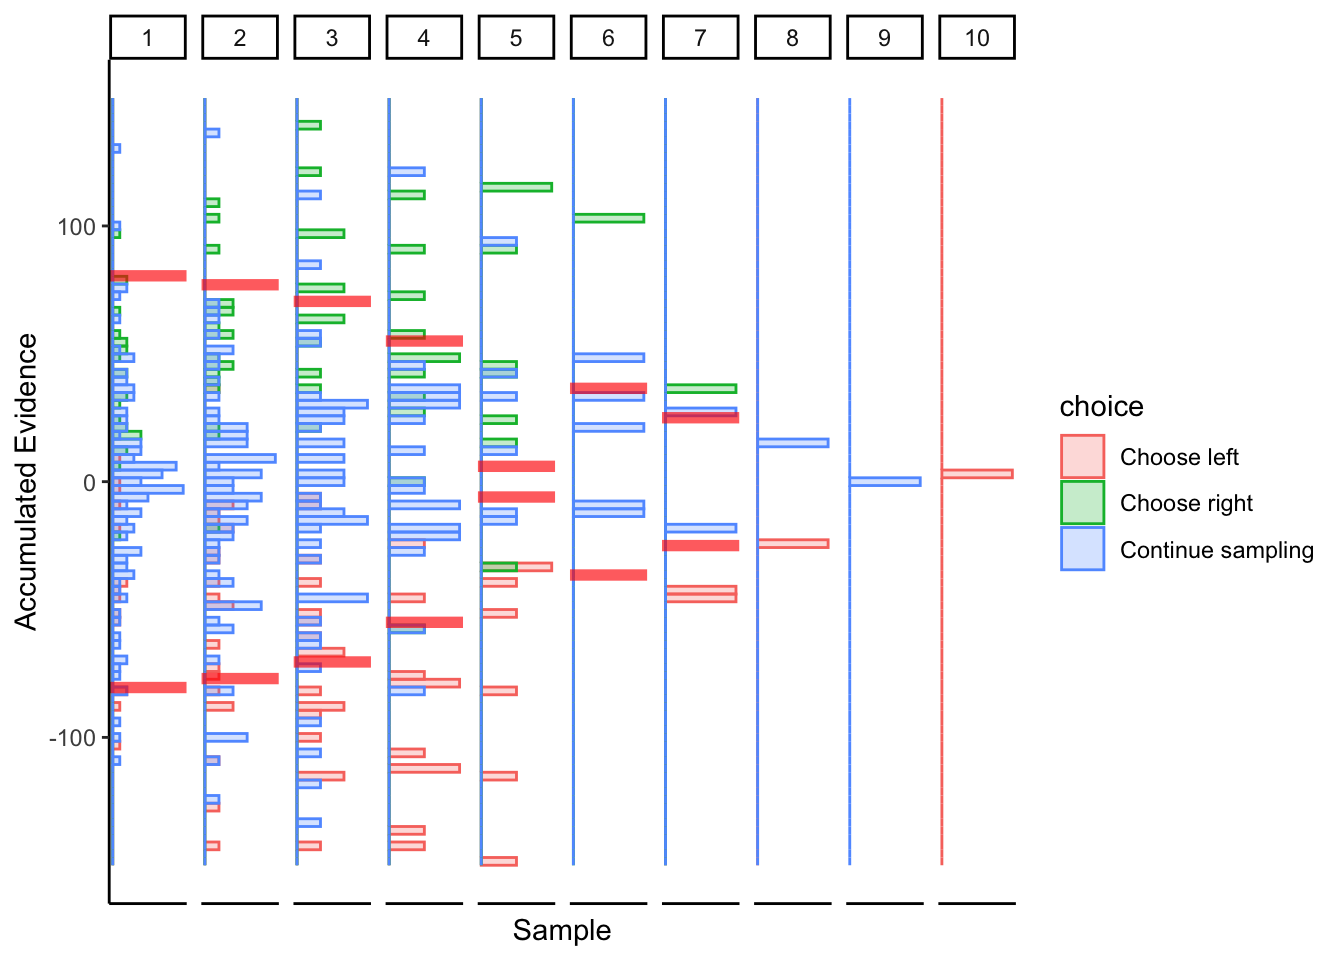 1 2 3 4 5 6 7 8 9 10
Accumulated Evidence
100
0
-100
Sample
choice
Choose left
Choose right
Continue sampling